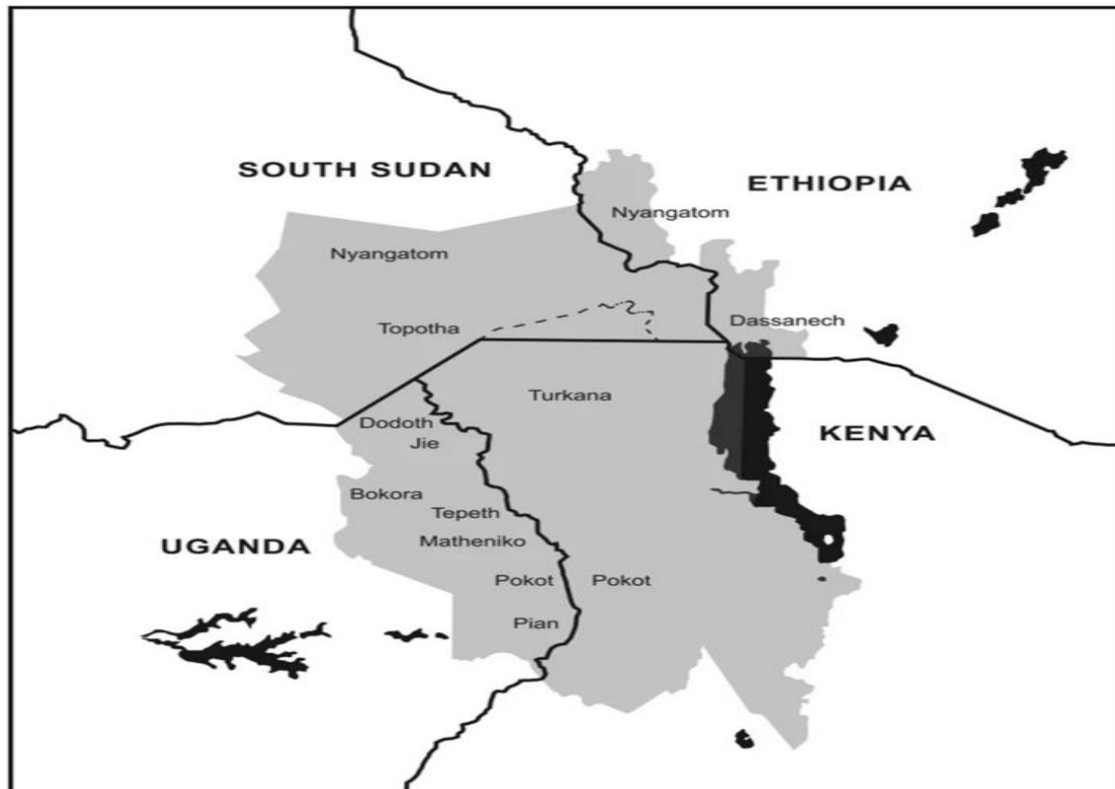 SOUTH SUDAN
ETHIOPIA
Nyangatom
Nyangatom
Topotha
Dassanech
Turkana
Dodoth
Jie
KENYA
Bokora
Tepeth
Matheniko
UGANDA
Pokot
Pokot
Pian